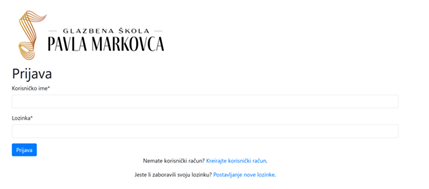 GLAZBENA ŠKOLA
PAVLA MARKOVCA
Prijava
Korisničko ime*
Lozinka*
Prijava
Nemate korisnički račun? Kreirajte korisnički račun.
Jeste li zaboravili svoju lozinku? Postavljanje nove lozinke.